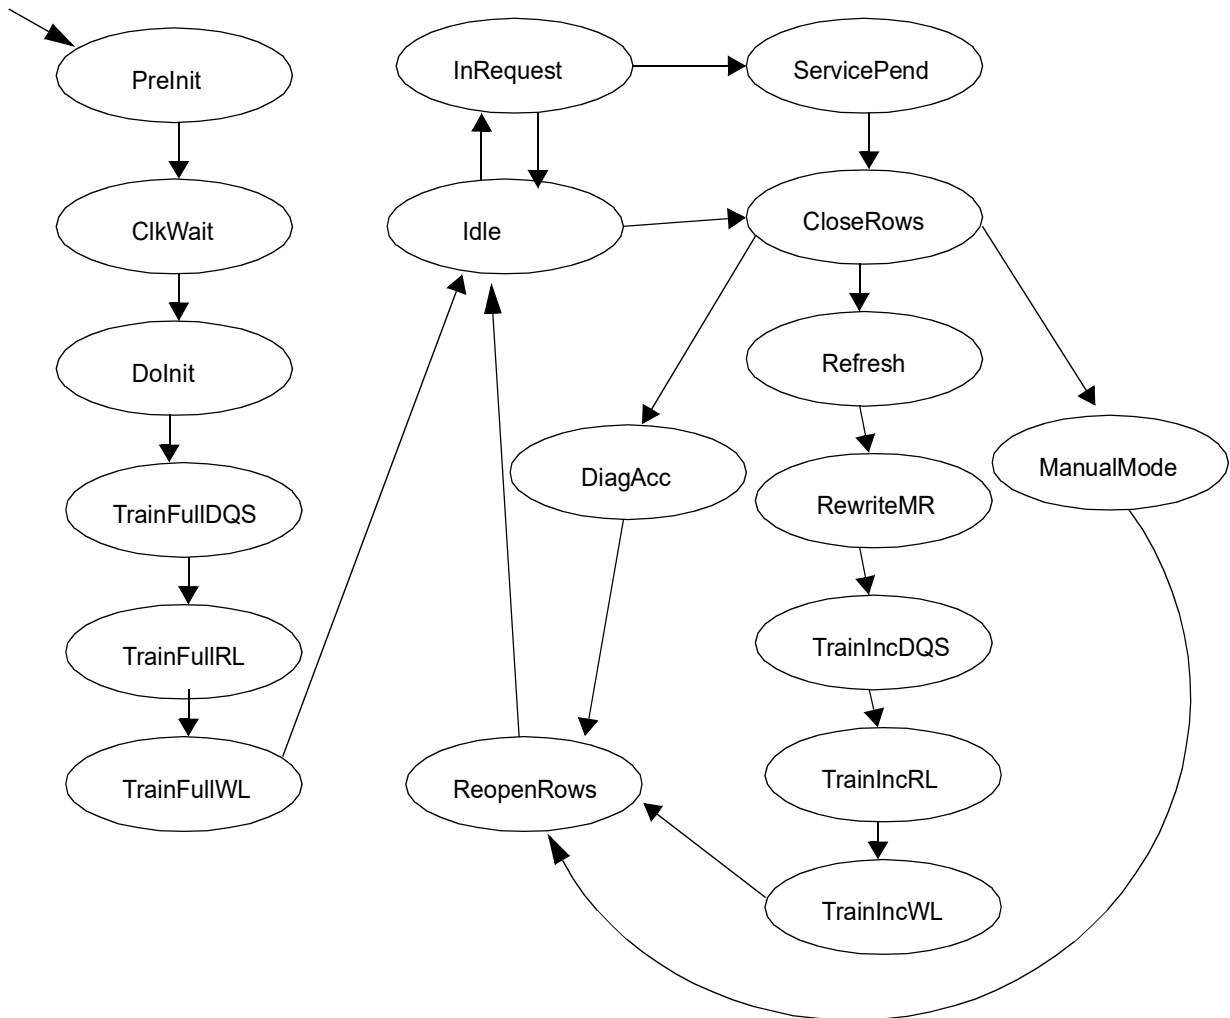 PreInit
InRequest
ServicePend
ClkWait
Idle
CloseRows
DoInit
Refresh
TrainFullDQS
DiagAcc
ManualMode
RewriteMR
TrainFullRL
TrainIncDQS
TrainFullWL
ReopenRows
TrainIncRL
TrainIncWL